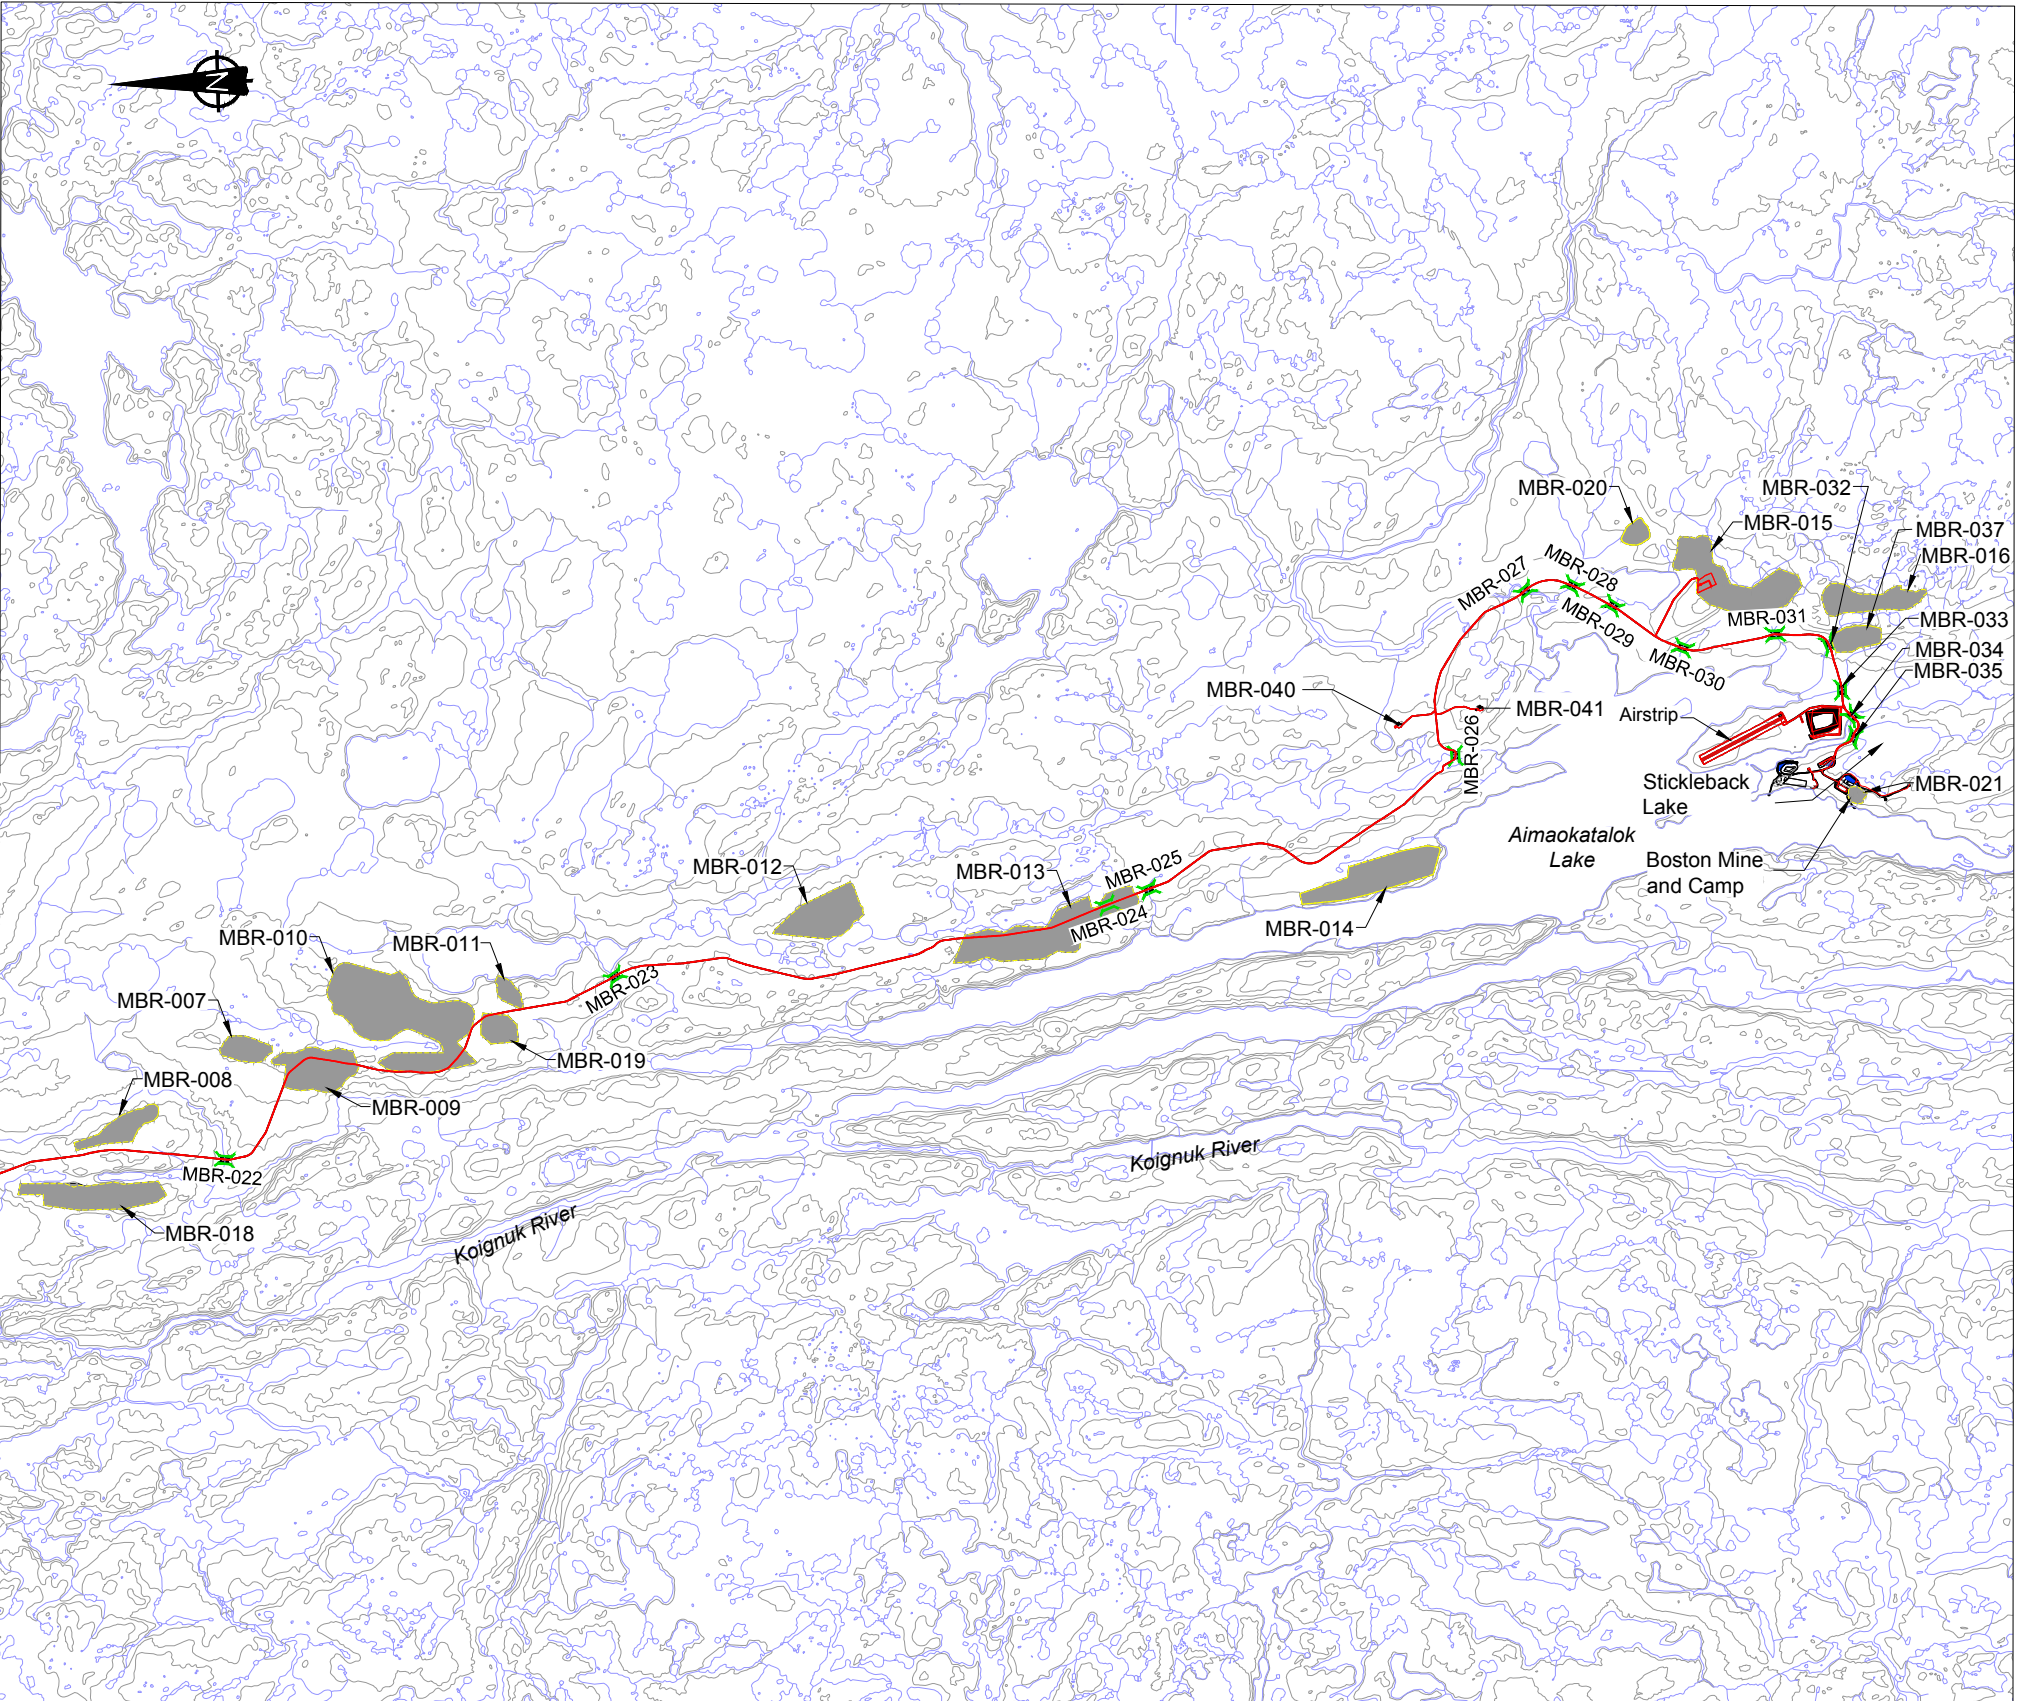 N
MBR-020
MBR-032
MBR-015
MBR-037
MBR-016
MBR-027
MBR-028
MBR-029
MBR-031
MBR-033
MBR-034
MBR-030
MBR-035
MBR-040
MBR-041
Airstrip
MBR-026
Stickleback
Lake
MBR-021
Aimaokatalok
Lake
Boston Mine
and Camp
MBR-012
MBR-013
MBR-025
MBR-024
MBR-014
MBR-010
MBR-011
MBR-023
MBR-007
MBR-019
MBR-008
MBR-009
MBR-022
Koignuk River
Koignuk River
MBR-018